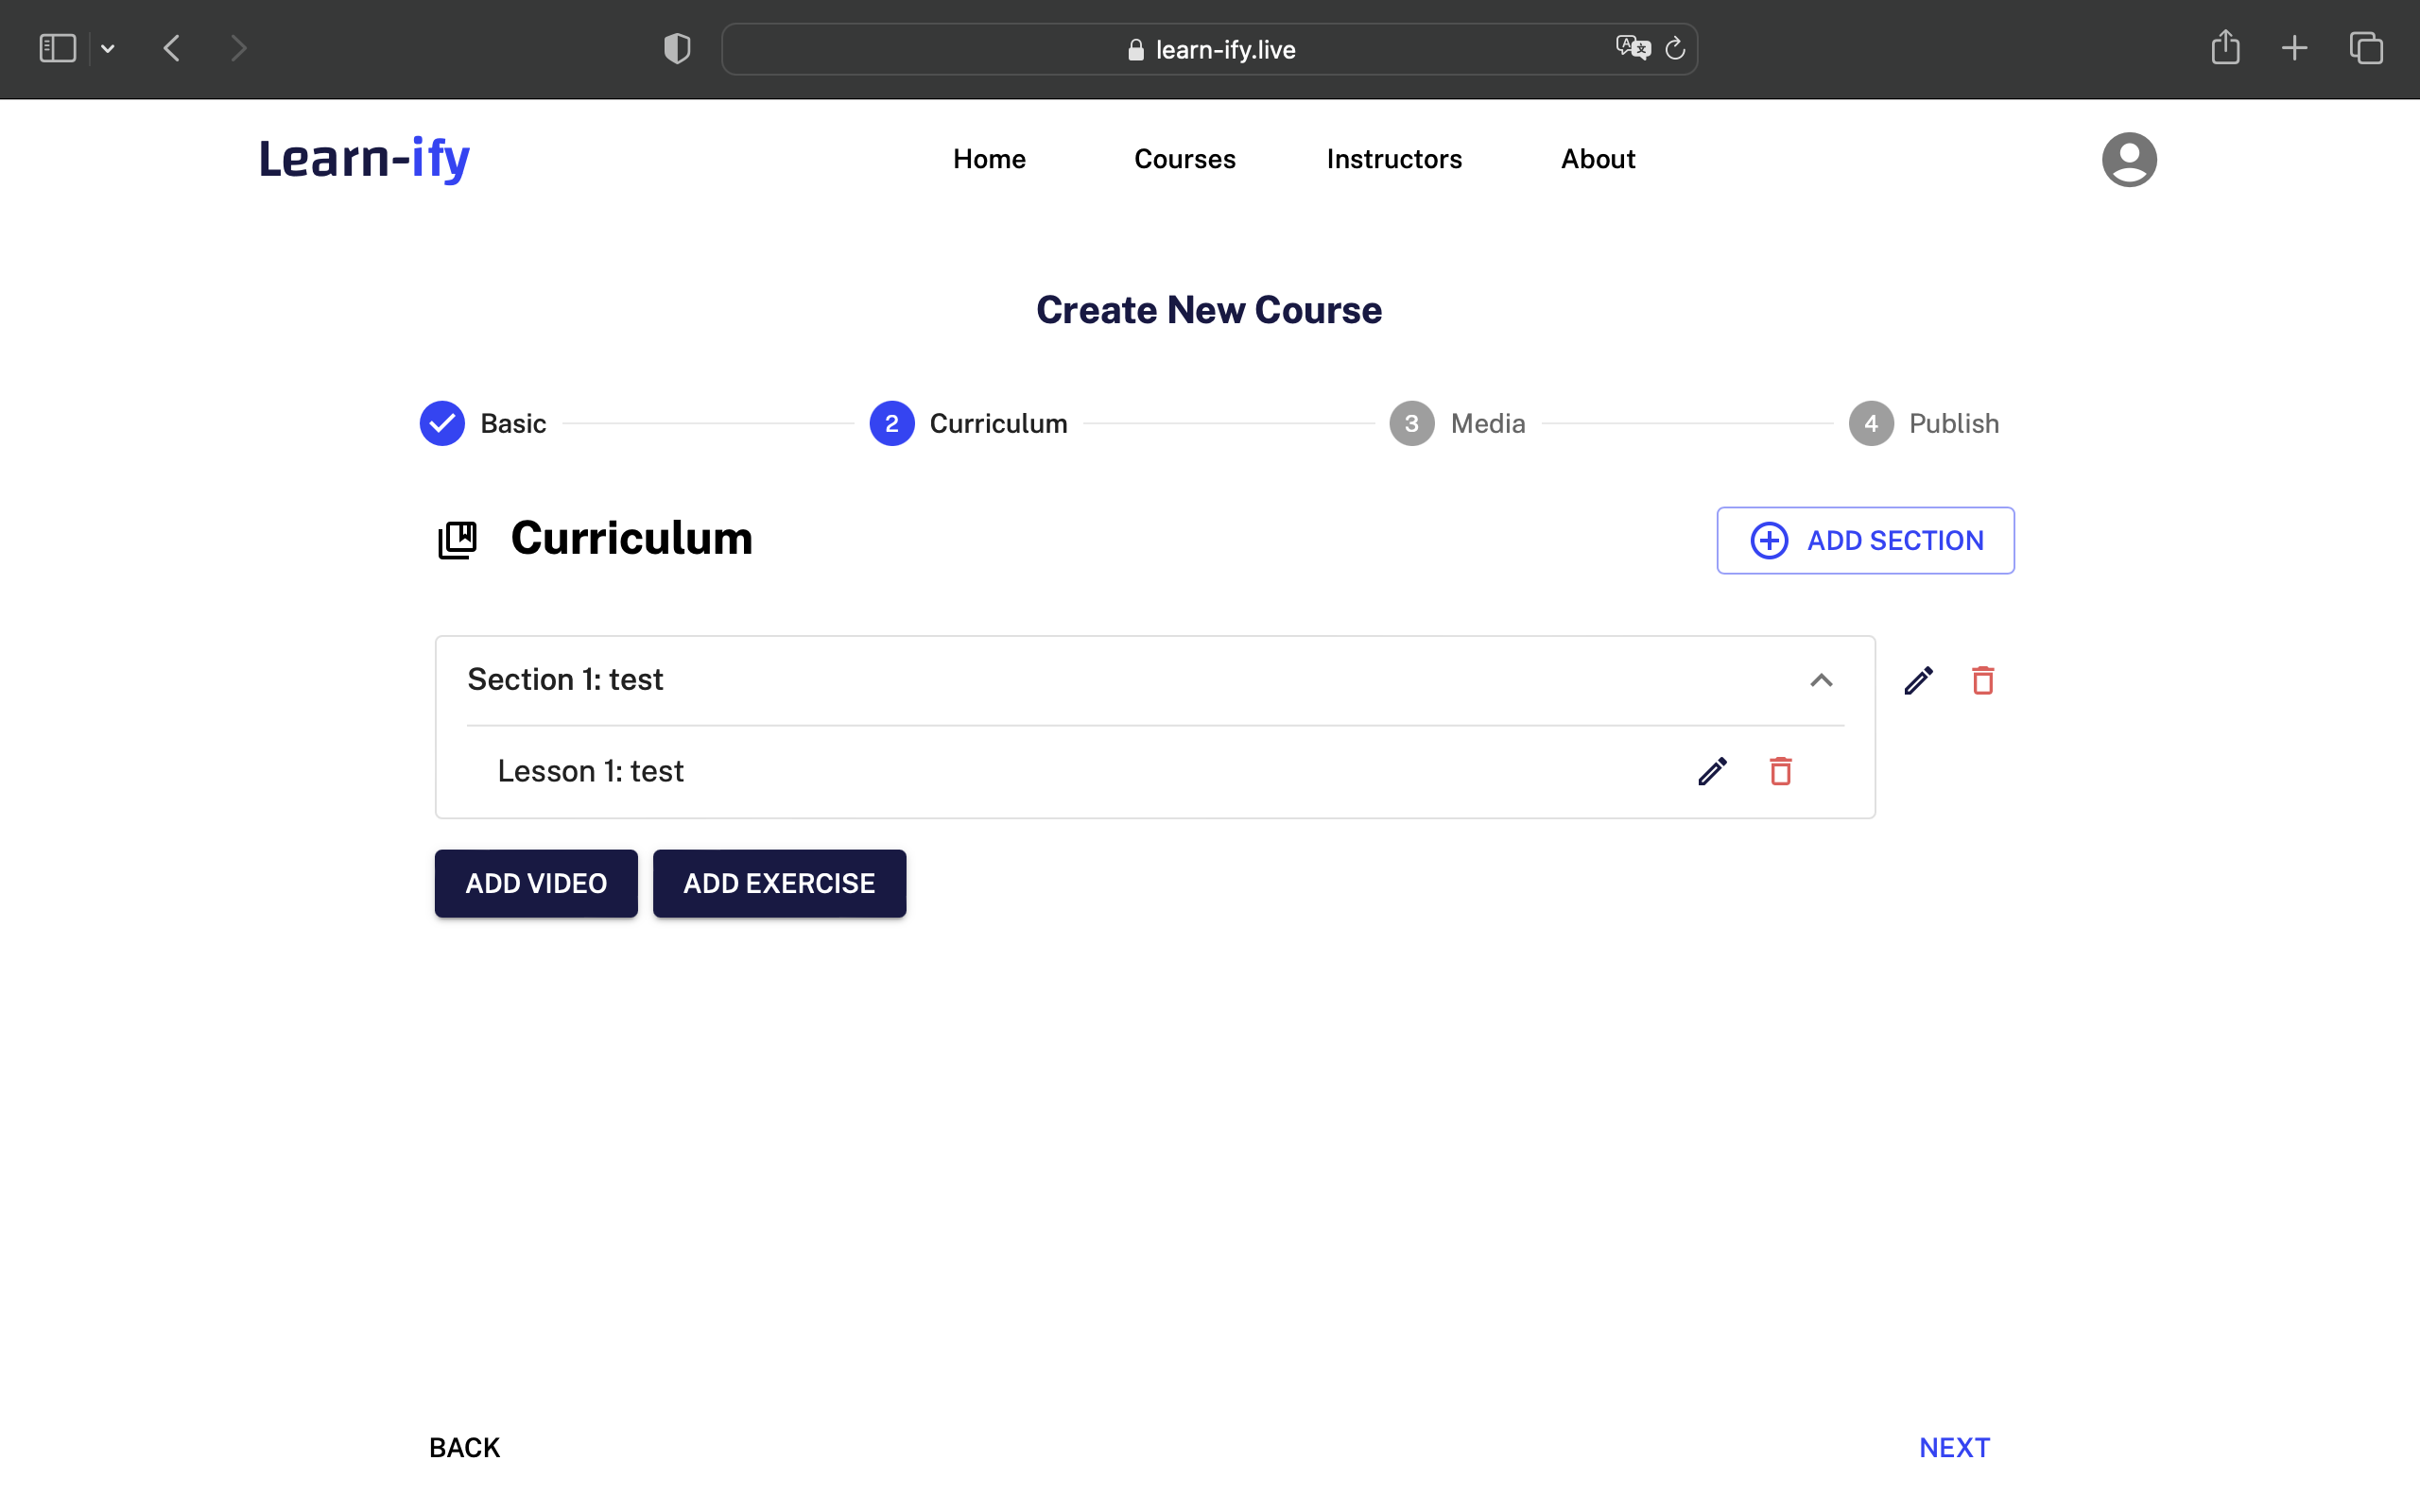 learn-ify.live
Learn-ify
Home Courses Instructors About
Create New Course
Basic 2 Curriculum 3 Media 4 Publish
Curriculum
ADD SECTION
Section 1: test
Lesson 1: test
ADD VIDEO ADD EXERCISE
BACK NEXT